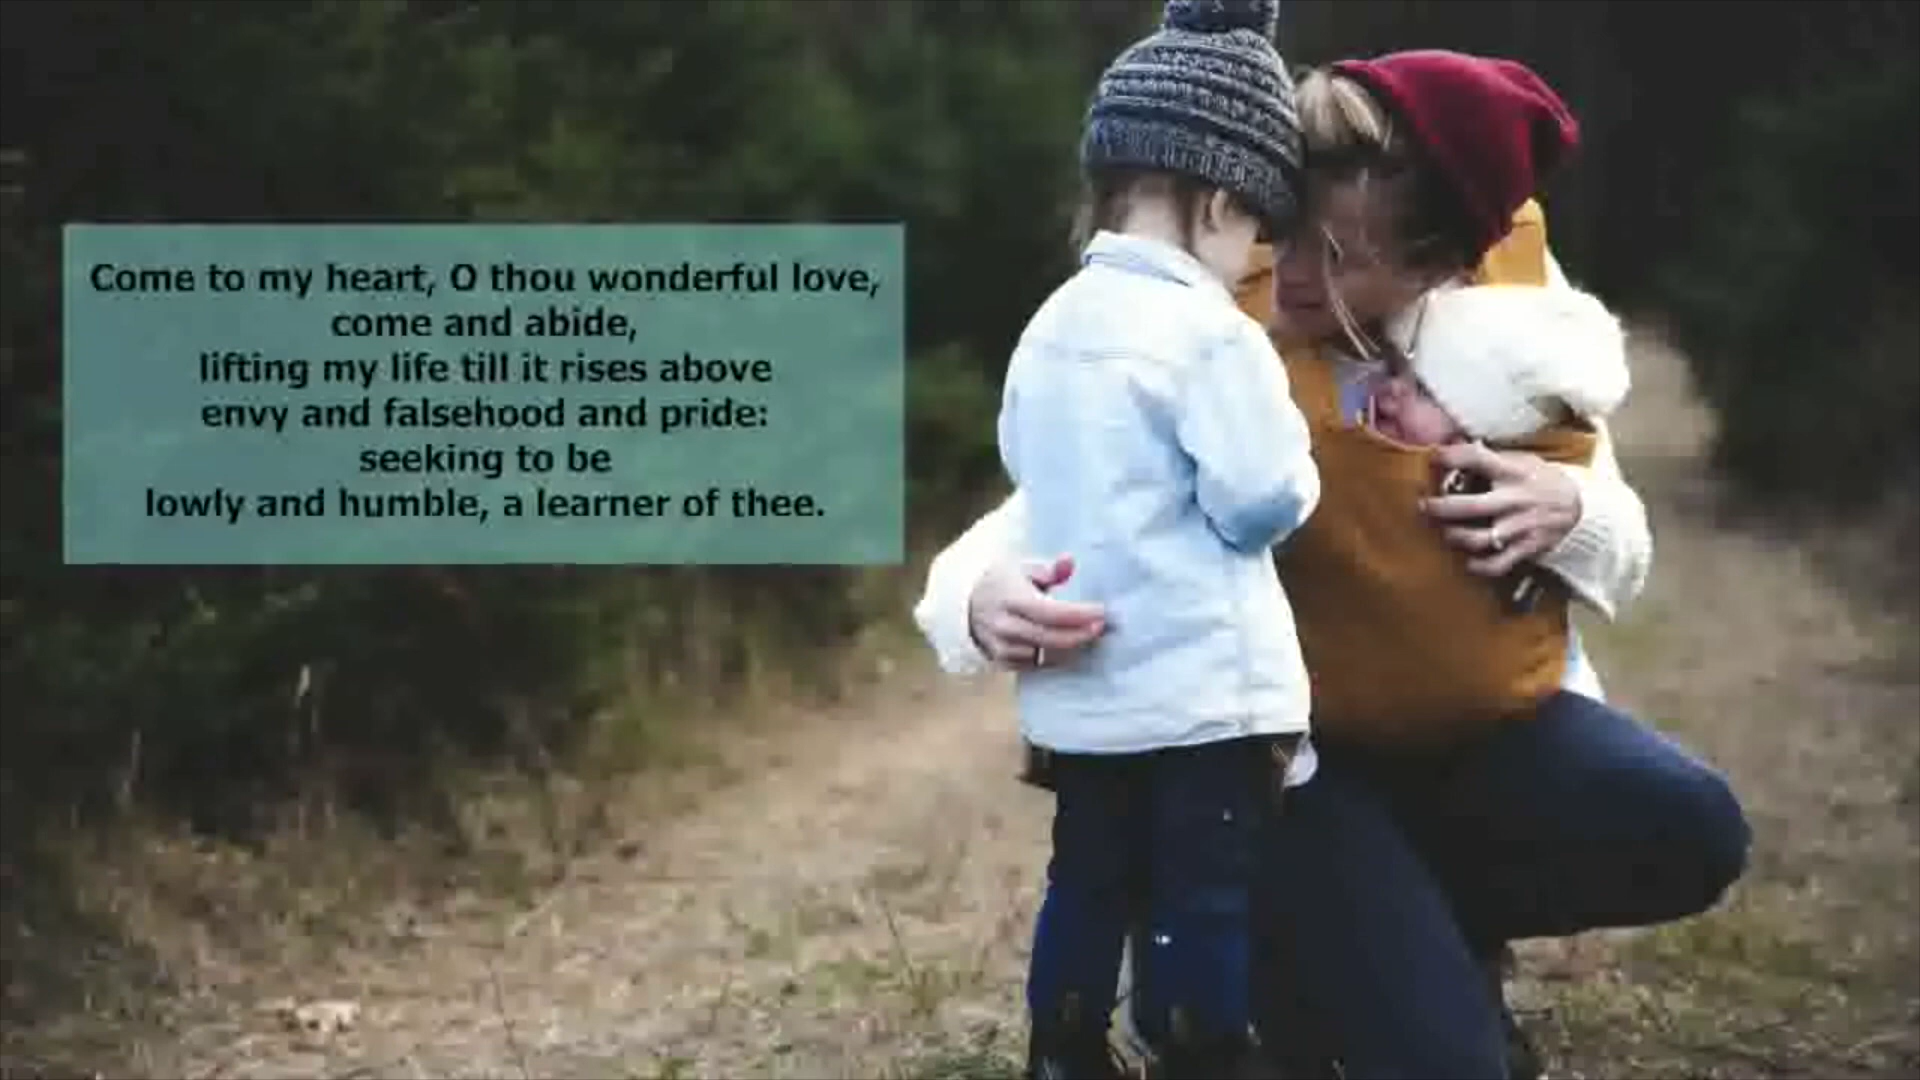 Come to my heart, O thou wonderful love,
come and abide,
lifting my life till it rises above
envy and falsehood and pride:
seeking to be
lowly and humble, a learner of thee.